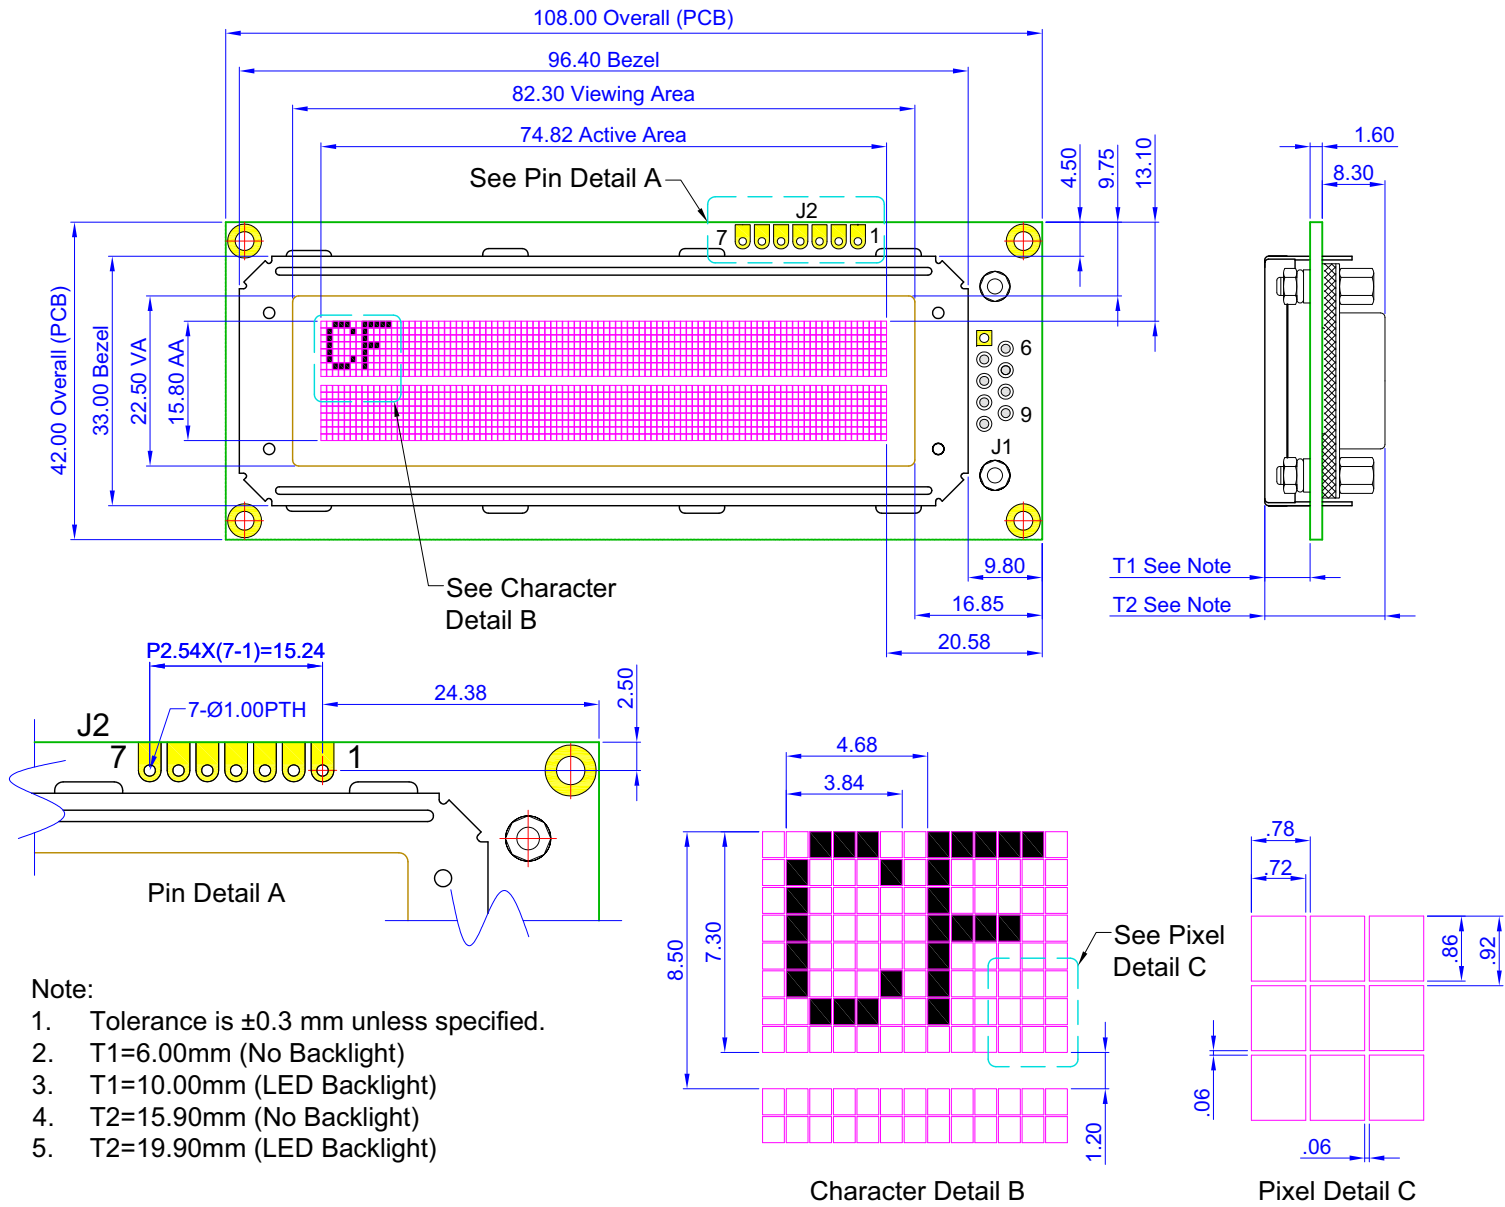 108.00 Overall (PCB)
96.40 Bezel
82.30 Viewing Area
74.82 Active Area
See Pin Detail A
J2
7
1
4.50
9.75
13.10
1.60
8.30
42.00 Overall (PCB)
33.00 Bezel
22.50 VA
15.80 AA
CF
6
9
J1
9.80
16.85
20.58
T1 See Note
T2 See Note
See Character
Detail B
P2.54X(7-1)=15.24
24.38
2.50
7-Ø1.00PTH
J2
7
1
Pin Detail A
4.68
3.84
8.50
7.30
1.20
CF
See Pixel
Detail C
Character Detail B
.78
.72
.86
.92
.06
.06
Pixel Detail C
Note:
1. Tolerance is ±0.3 mm unless specified.
2. T1=6.00mm (No Backlight)
3. T1=10.00mm (LED Backlight)
4. T2=15.90mm (No Backlight)
5. T2=19.90mm (LED Backlight)